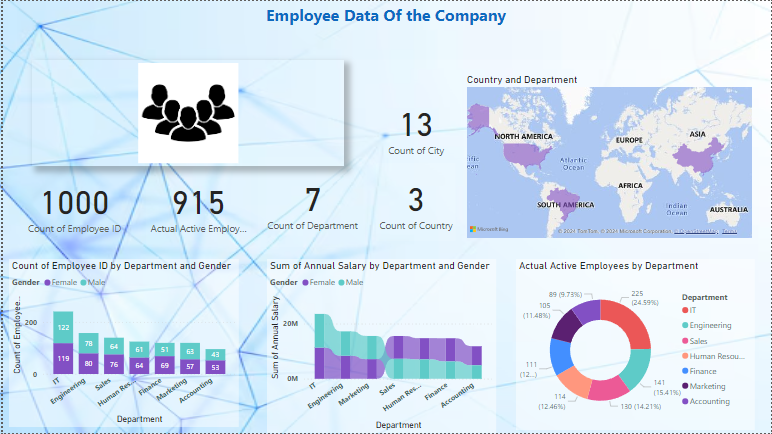 Employee Data Of the Company
13
Count of City
1000
Count of Employee ID
915
Actual Active Employ...
7
Count of Department
3
Count of Country
Country and Department
NORTH AMERICA
EUROPE
ASIA
Atlantic
Ocean
AFRICA
SOUTH AMERICA
Indian
Ocean
AUSTRALIA
Microsoft Bing
© 2024 TomTom, © 2024 Microsoft Corporation, © OpenStreetMap, Terms
Count of Employee ID by Department and Gender
Gender Female Male
Count of Employee...
200
0
122 78 64 61 51 63 43
119 80 76 64 69 57 53
IT Engineering Sales Human Res... Finance Marketing Accounting
Department
Sum of Annual Salary by Department and Gender
Gender Female Male
Sum of Annual Salary
20M
0M
IT Engineering Marketing Sales Human Res... Finance Accounting
Department
Actual Active Employees by Department
225
(24.59%)
141
(15.41%)
130 (14.21%)
114
(12.46%)
111
(12...)
105
(11.48%)
89 (9.73%)
Department
IT
Engineering
Sales
Human Resou...
Finance
Marketing
Accounting